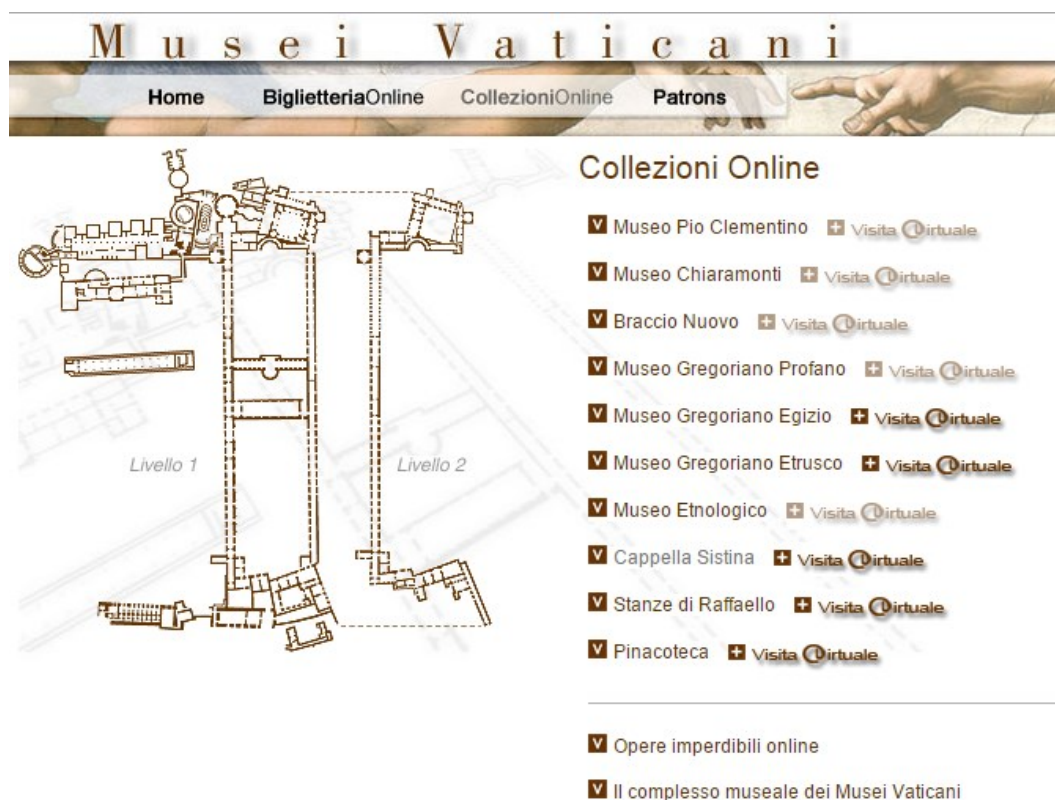 Musei Vaticani
Home BiglietteriaOnline CollezioniOnline Patrons
Collezioni Online
Museo Pio Clementino Visita Virtuale
Museo Chiaramonti Visita Virtuale
Braccio Nuovo Visita Virtuale
Museo Gregoriano Profano Visita Virtuale
Museo Gregoriano Egizio Visita Virtuale
Museo Gregoriano Etrusco Visita Virtuale
Museo Etnologico Visita Virtuale
Cappella Sistina Visita Virtuale
Stanze di Raffaello Visita Virtuale
Pinacoteca Visita Virtuale
Livello 1
Livello 2
Opere imperdibili online
Il complesso museale dei Musei Vaticani